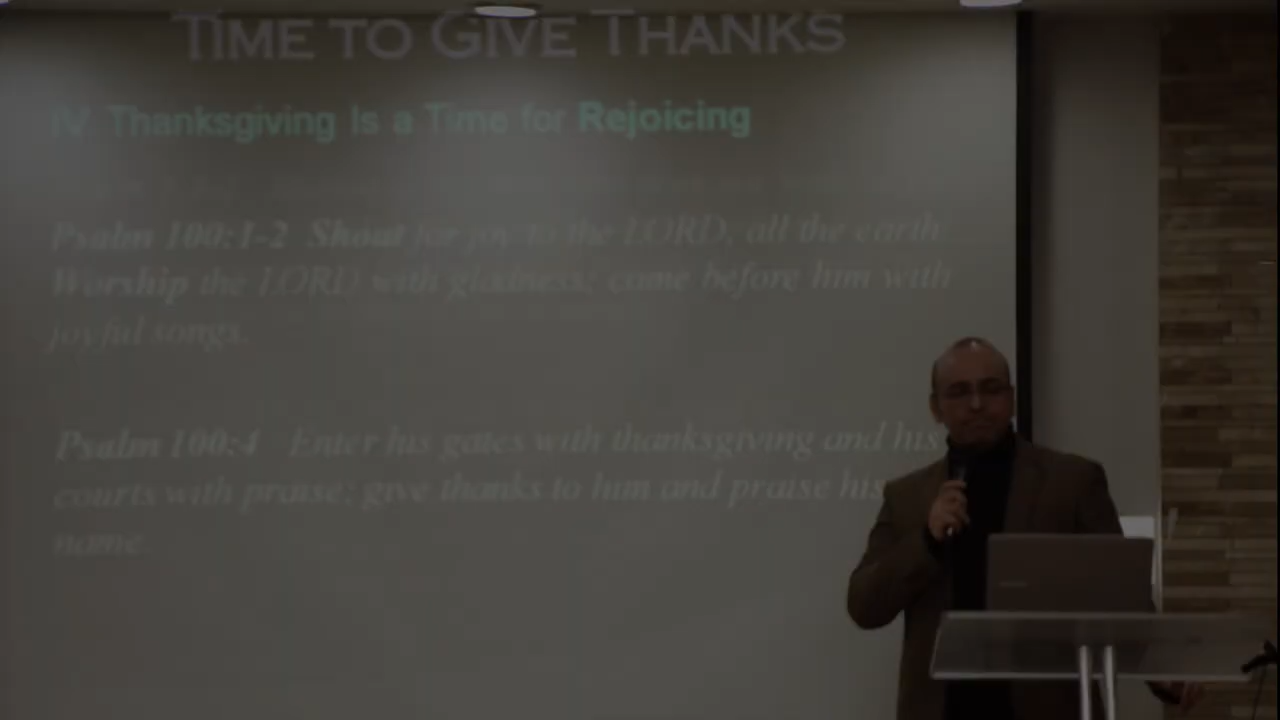 TIME TO GIVE THANKS
IV. Thanksgiving Is a Time for Rejoicing
Psalm 100:1-2 Shout for joy to the LORD, all the earth
Worship the LORD with gladness; come before him with
joyful songs.
Psalm 100:4 Enter his gates with thanksgiving and his
courts with praise; give thanks to him and praise his
name.